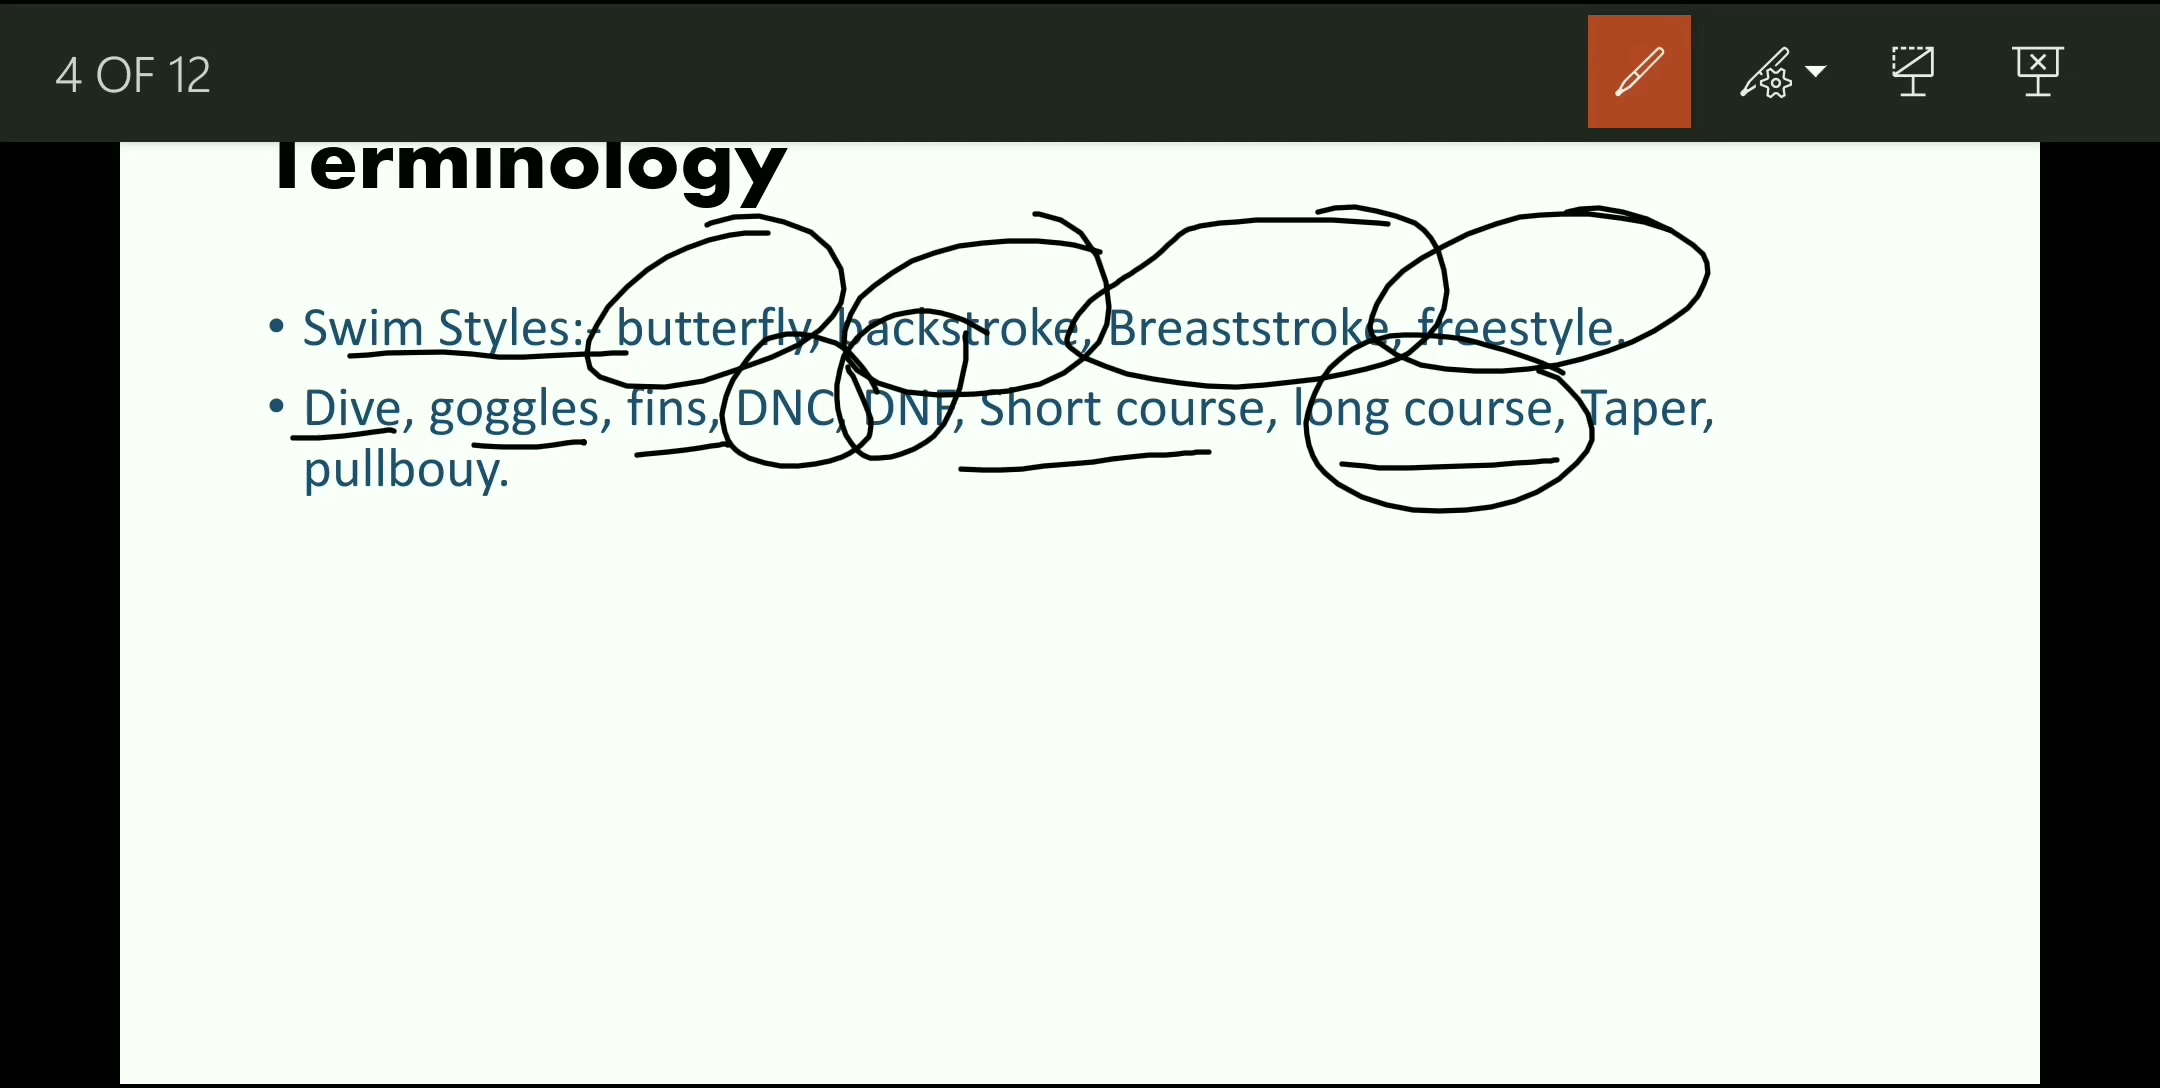 4 OF 12
Terminology
• Swim Styles:- butterfly, backstroke, Breaststroke, freestyle.
• Dive, goggles, fins, DNC, DNF, Short course, long course, Taper,
pullbouy.